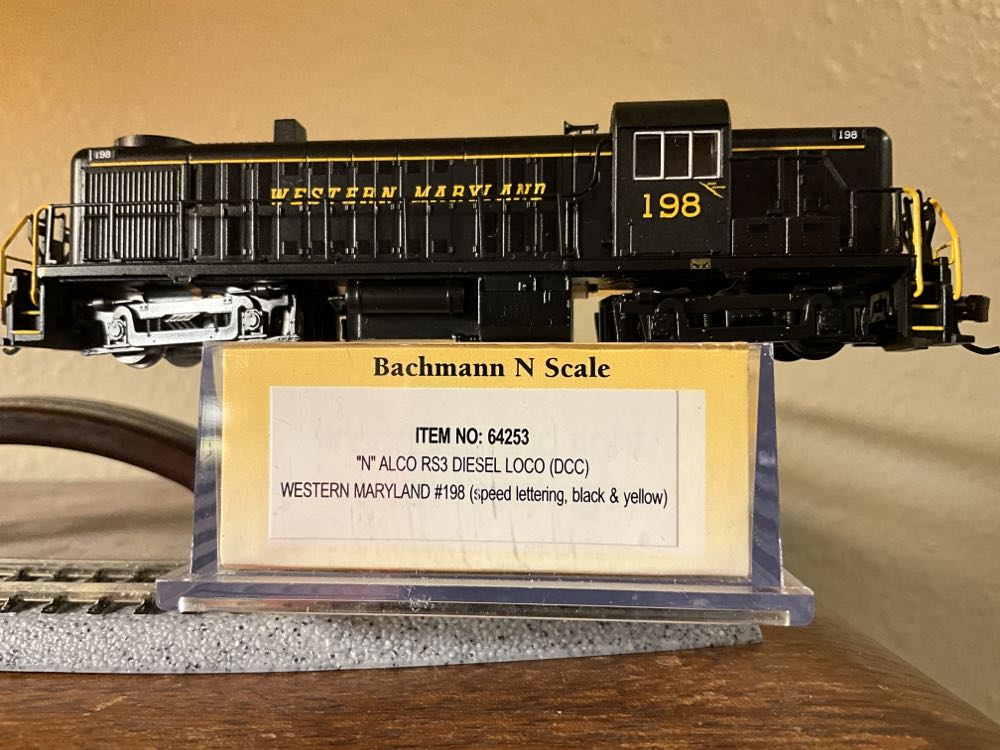 198
198
WESTERN MARYLAND
198
Bachmann N Scale
ITEM NO: 64253
"N" ALCO RS3 DIESEL LOCO (DCC)
WESTERN MARYLAND #198 (speed lettering, black & yellow)